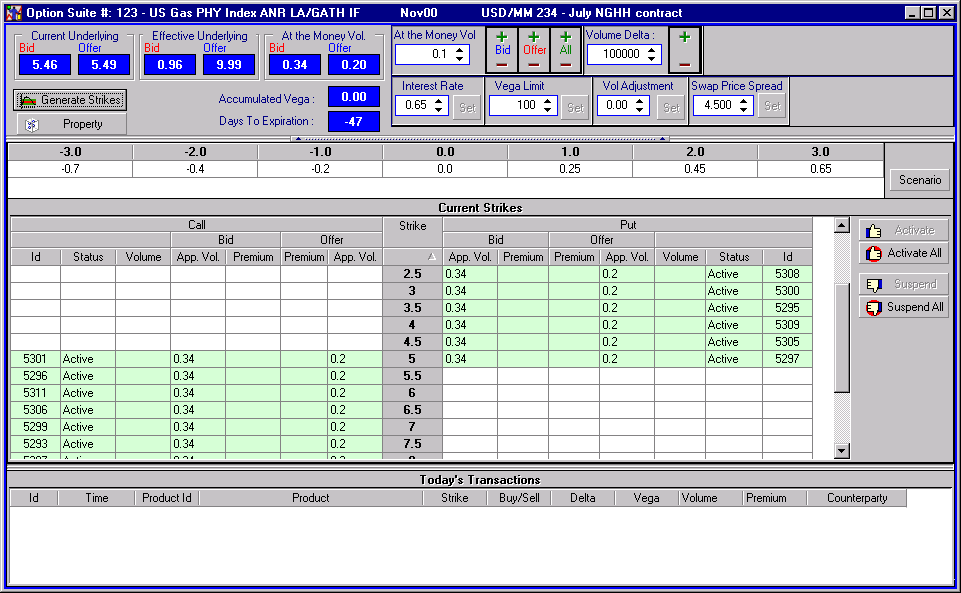 Option Suite #: 123 - US Gas PHY Index ANR LA/GATH IF Nov00 USD/MM 234 - July NGHH contract
Current Underlying Effective Underlying At the Money Vol.
Bid Offer Bid Offer Bid Offer
5.46 5.49 0.96 9.99 0.34 0.20
At the Money Vol Bid Offer All Volume Delta :
0.1 100000
Generate Strikes
Property
Accumulated Vega : 0.00
Days To Expiration : -47
Interest Rate Vega Limit Vol Adjustment Swap Price Spread
0.65 Set 100 Set 0.00 Set 4.500 Set
-3.0 -2.0 -1.0 0.0 1.0 2.0 3.0
-0.7 -0.4 -0.2 0.0 0.25 0.45 0.65
Scenario
Current Strikes
Call Strike Put
Bid Offer Bid Offer
Id Status Volume App. Vol. Premium Premium App. Vol. App. Vol. Premium Premium App. Vol. Volume Status Id
2.5 0.34 0.2 Active 5308
3 0.34 0.2 Active 5300
3.5 0.34 0.2 Active 5295
4 0.34 0.2 Active 5309
4.5 0.34 0.2 Active 5305
5301 Active 0.34 0.2 5 0.34 0.2 Active 5297
5296 Active 0.34 0.2 5.5
5311 Active 0.34 0.2 6
5306 Active 0.34 0.2 6.5
5299 Active 0.34 0.2 7
5293 Active 0.34 0.2 7.5
Activate
Activate All
Suspend
Suspend All
Today's Transactions
Id Time Product Id Product Strike Buy/Sell Delta Vega Volume Premium Counterparty